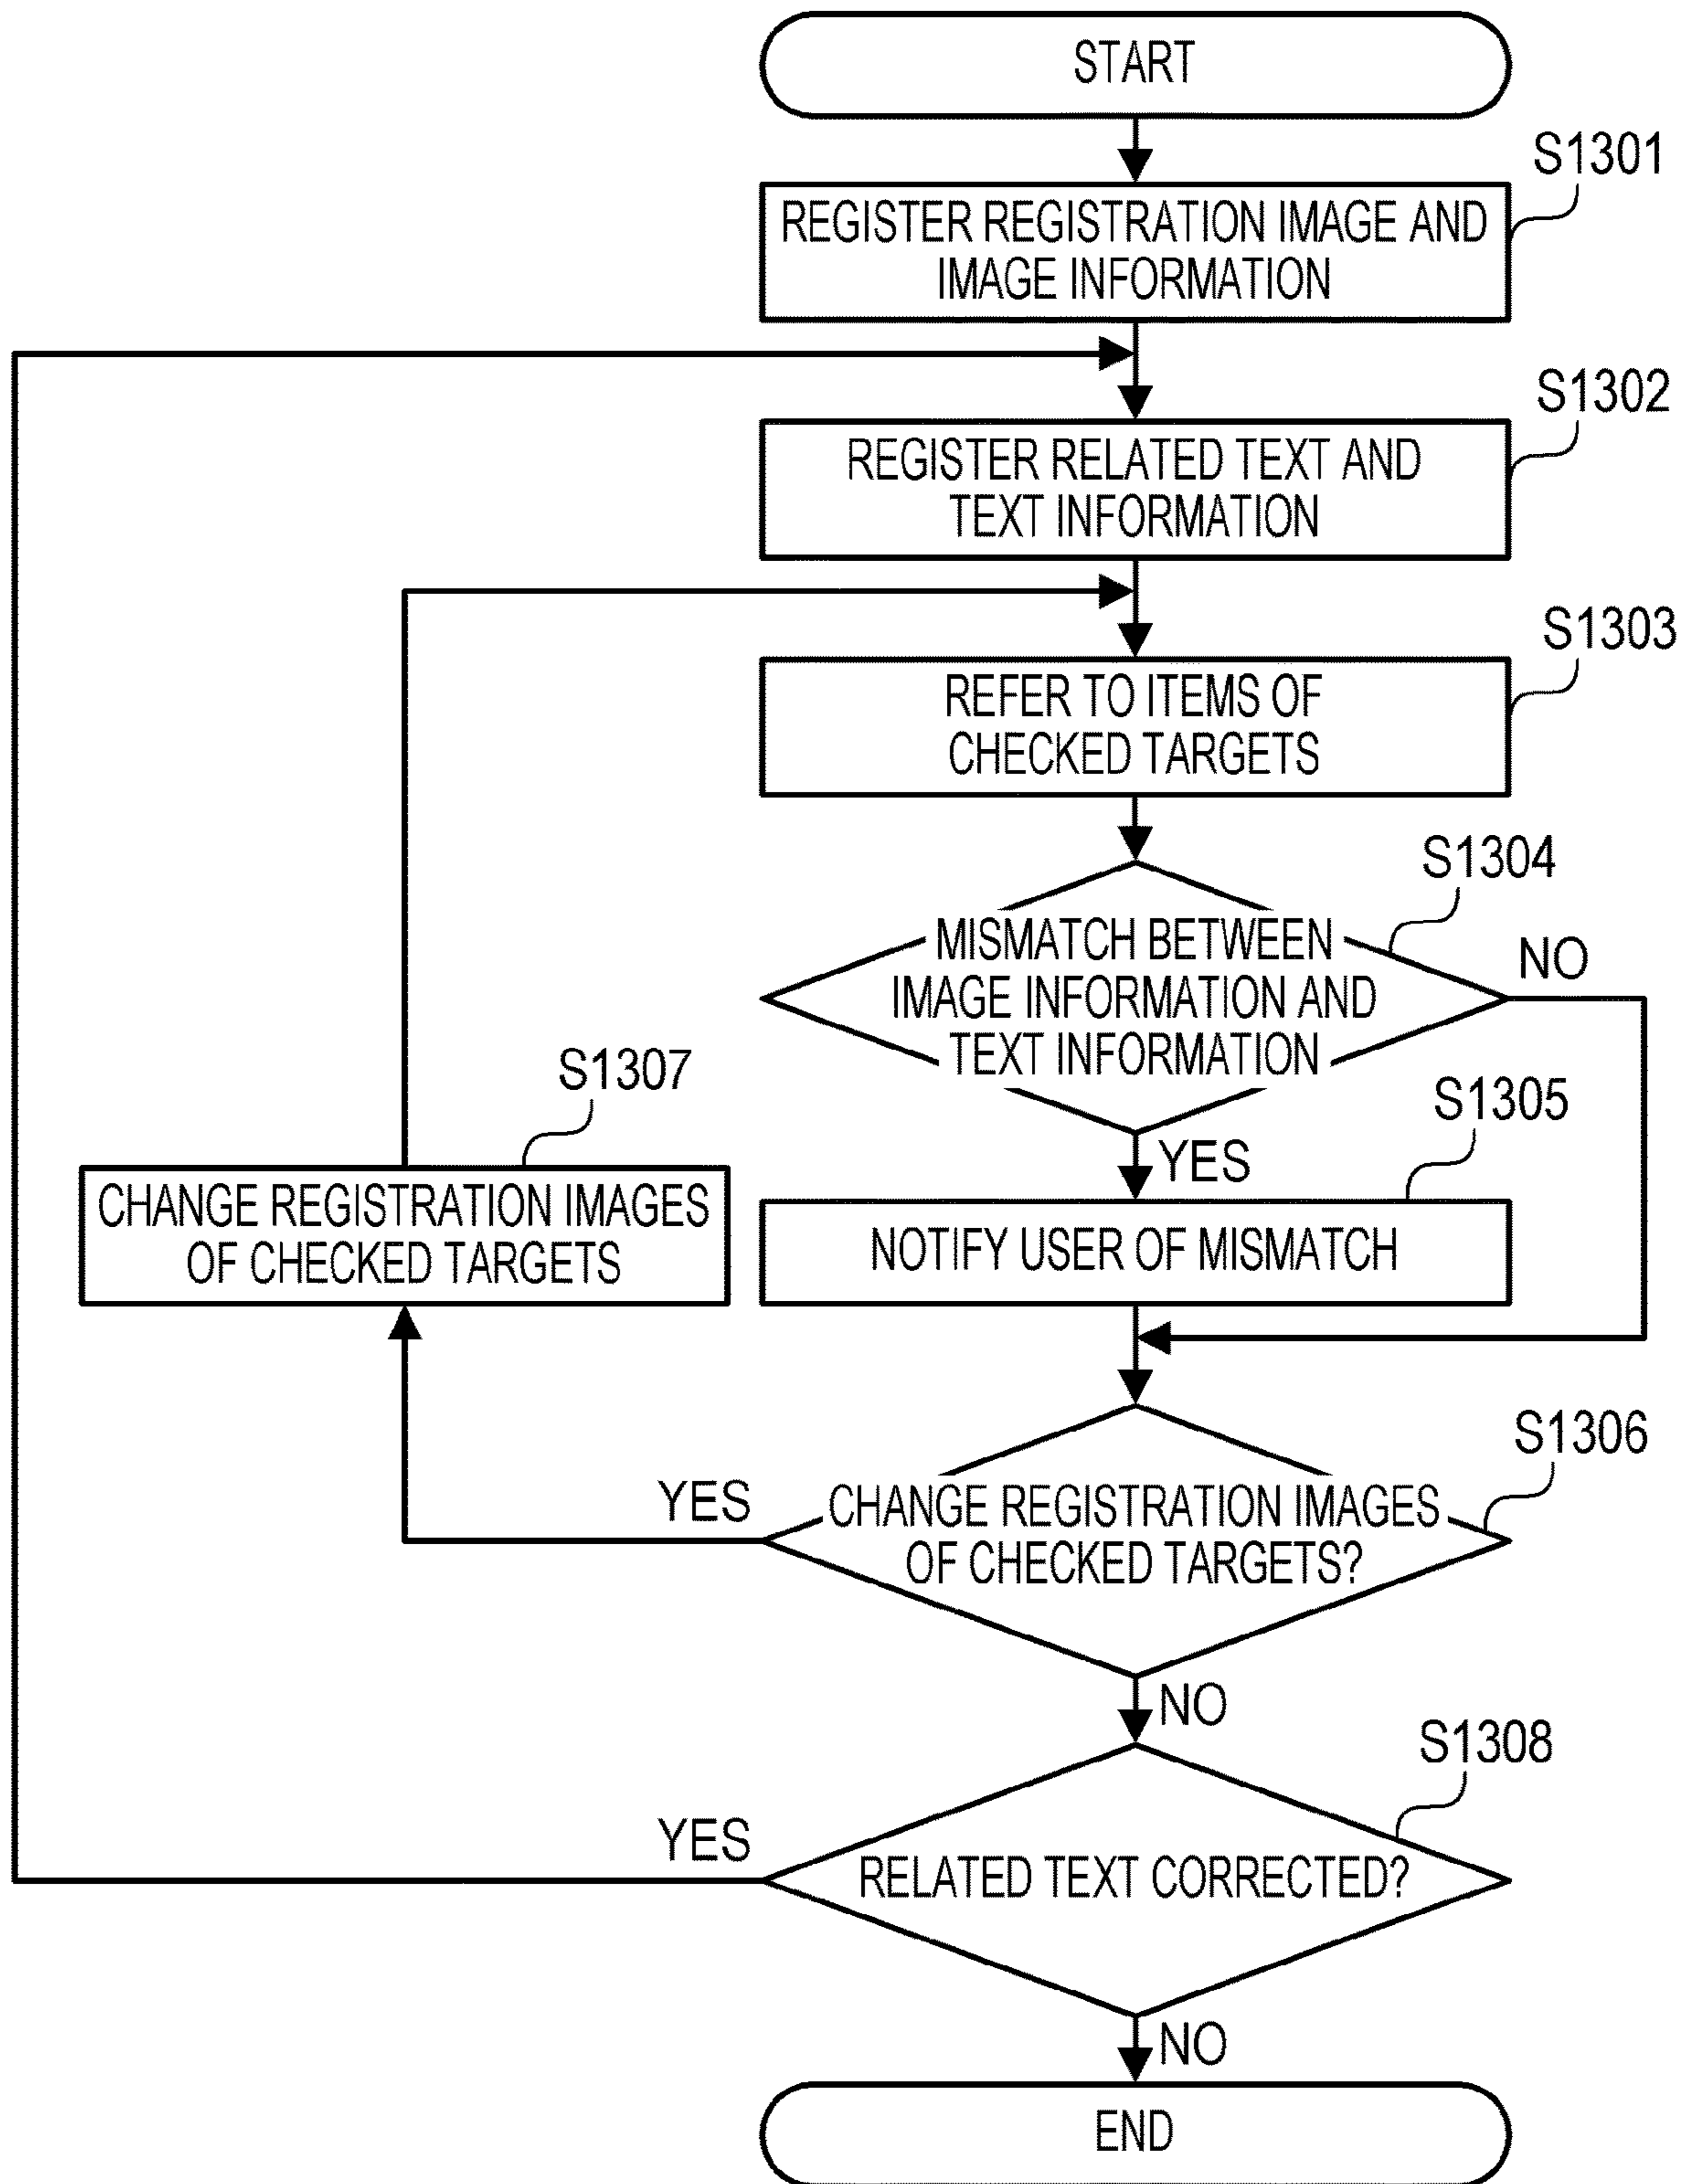 START
S1301
REGISTER REGISTRATION IMAGE AND
IMAGE INFORMATION
S1302
REGISTER RELATED TEXT AND
TEXT INFORMATION
S1303
REFER TO ITEMS OF
CHECKED TARGETS
S1304
MISMATCH BETWEEN
IMAGE INFORMATION AND
TEXT INFORMATION
NO
YES
S1305
NOTIFY USER OF MISMATCH
S1307
CHANGE REGISTRATION IMAGES
OF CHECKED TARGETS
S1306
CHANGE REGISTRATION IMAGES
OF CHECKED TARGETS?
YES
NO
S1308
RELATED TEXT CORRECTED?
YES
NO
END